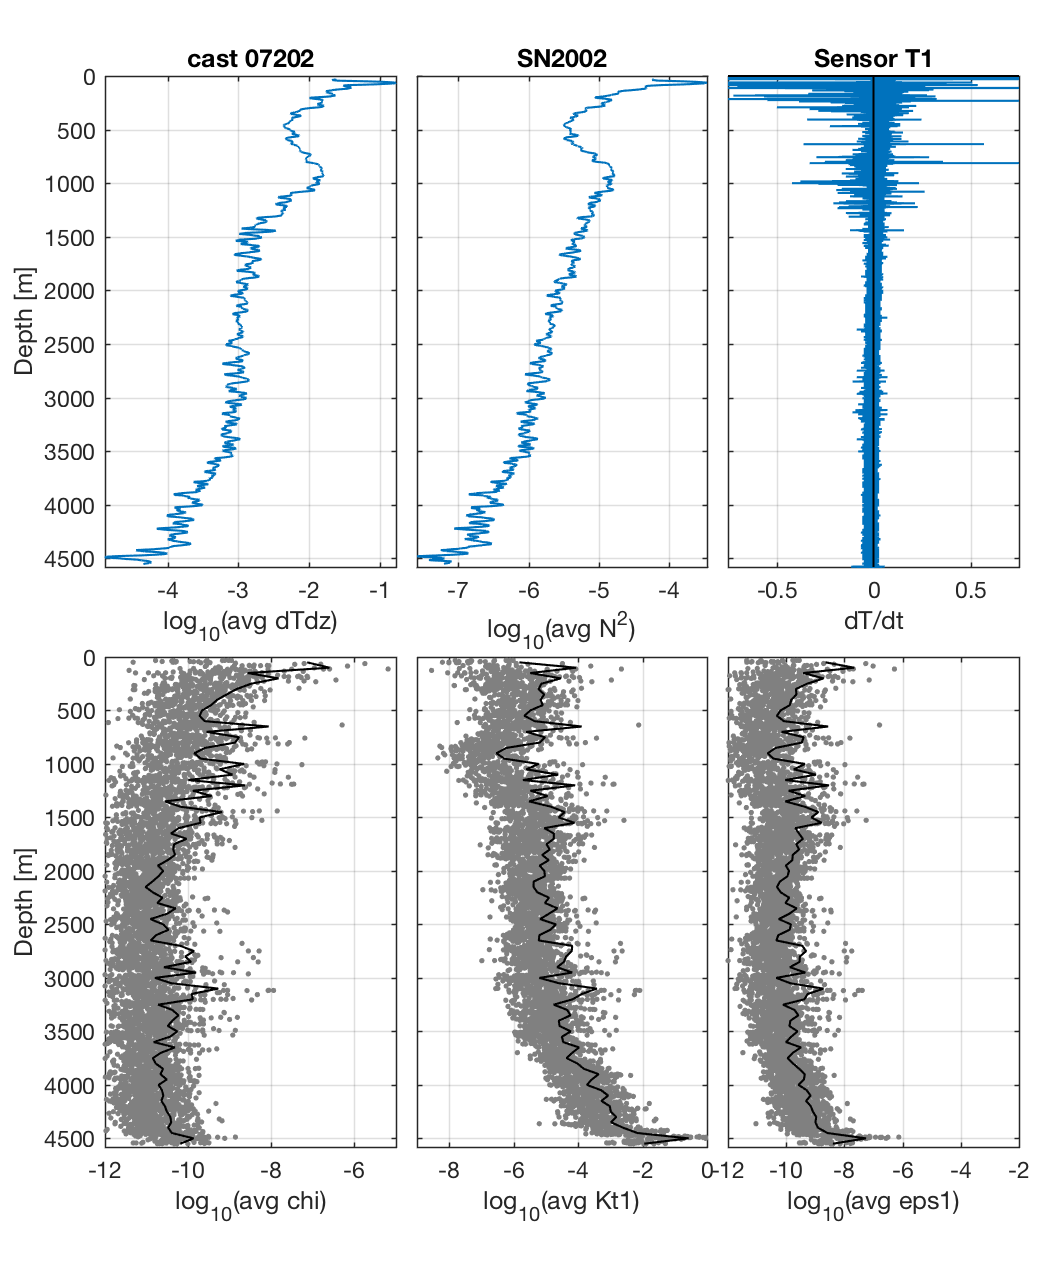 cast 07202
SN2002
Sensor T1
0
500
1000
1500
2000
2500
3000
3500
4000
4500
Depth [m]
-4 -3 -2 -1
log10(avg dTdz)
-7 -6 -5 -4
log10(avg N2)
-0.5 0 0.5
dT/dt
0
500
1000
1500
2000
2500
3000
3500
4000
4500
Depth [m]
-12 -10 -8 -6
log10(avg chi)
-8 -6 -4 -2 0
log10(avg Kt1)
-12 -10 -8 -6 -4 -2
log10(avg eps1)